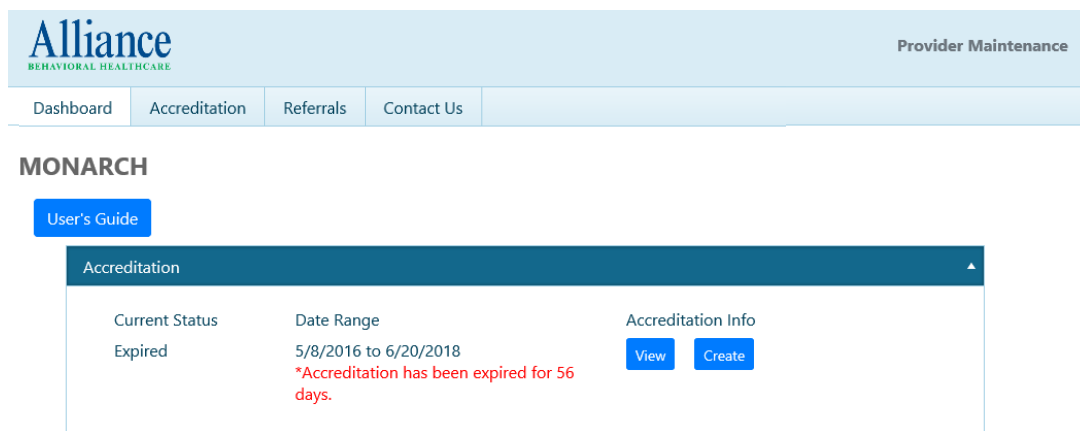 Alliance
BEHAVIORAL HEALTHCARE
Provider Maintenance
Dashboard Accreditation Referrals Contact Us
MONARCH
User's Guide
Accreditation
Current Status Date Range Accreditation Info
Expired 5/8/2016 to 6/20/2018 View Create
*Accreditation has been expired for 56
days.